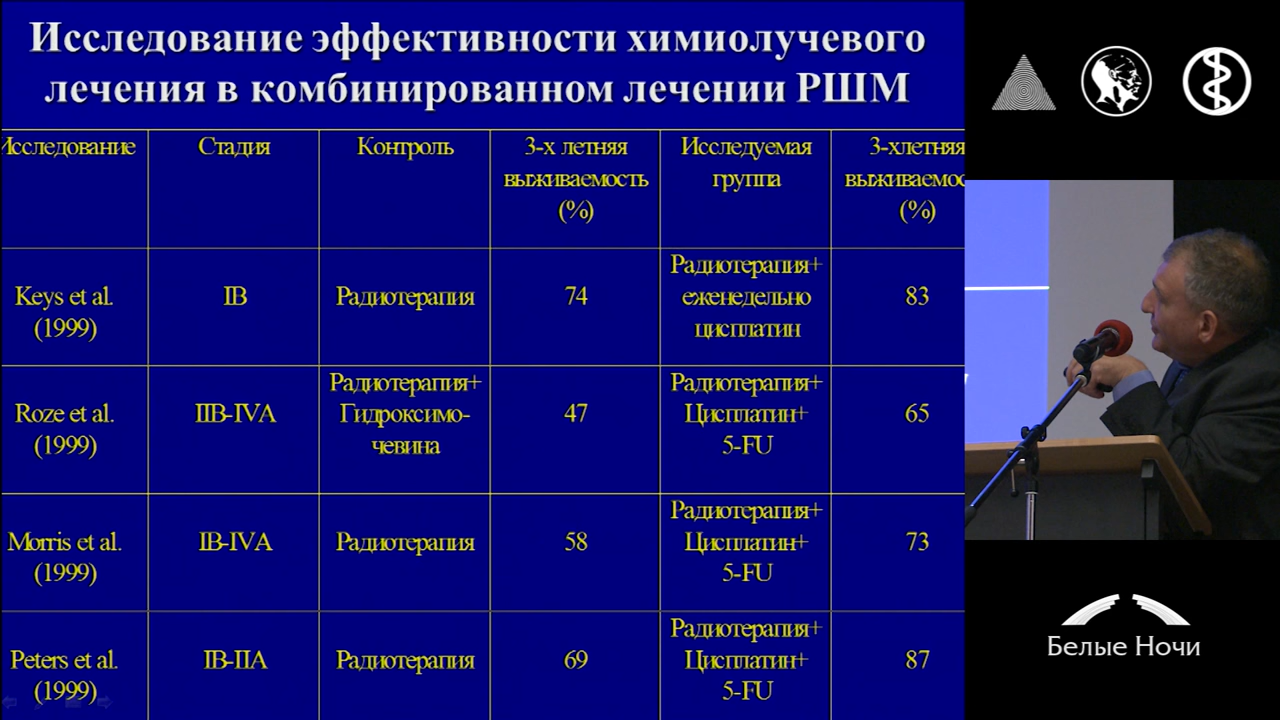 Исследование эффективности химиолучевого
лечения в комбинированном лечении РШМ
Исследование
Стадия
Контроль
3-х летняя
выживаемость
(%)
Исследуемая
группа
3-хлетняя
выживаемос
(%)
Keys et al.
(1999)
IB
Радиотерапия
74
Радиотерапия+
еженедельно
цисплатин
83
Roze et al.
(1999)
IIB-IVA
Радиотерапия+
Гидроксимо-
чевина
47
Радиотерапия+
Цисплатин+
5-FU
65
Morris et al.
(1999)
IB-IVA
Радиотерапия
58
Радиотерапия+
Цисплатин+
5-FU
73
Peters et al.
(1999)
IB-IIA
Радиотерапия
69
Радиотерапия+
Цисплатин+
5-FU
87
Белые Ночи